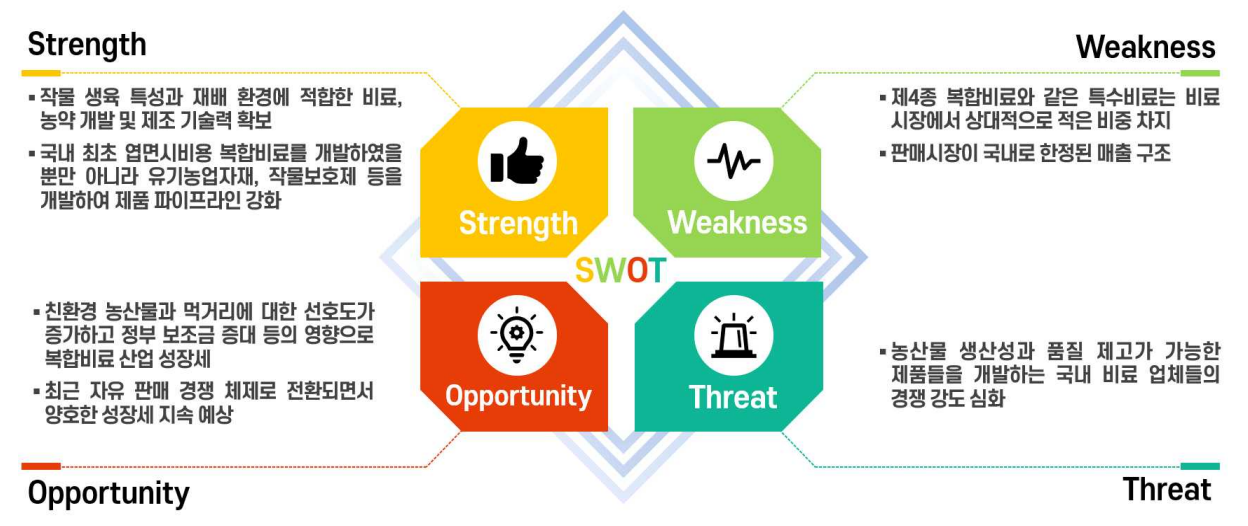 Strength
▪ 작물 생육 특성과 재배 환경에 적합한 비료,
농약 개발 및 제조 기술력 확보
▪ 국내 최초 엽면시비용 복합비료를 개발하였을
뿐만 아니라 유기농업자재, 작물보호제 등을
개발하여 제품 파이프라인 강화
Weakness
▪ 제4종 복합비료와 같은 특수비료는 비료
시장에서 상대적으로 적은 비중 차지
▪ 판매시장이 국내로 한정된 매출 구조
Strength
Weakness
SWOT
Opportunity
Threat
▪ 친환경 농산물과 먹거리에 대한 선호도가
증가하고 정부 보조금 증대 등의 영향으로
복합비료 산업 성장세
▪ 최근 자유 판매 경쟁 체제로 전환되면서
양호한 성장세 지속 예상
Opportunity
▪ 농산물 생산성과 품질 제고가 가능한
제품들을 개발하는 국내 비료 업체들의
경쟁 강도 심화
Threat